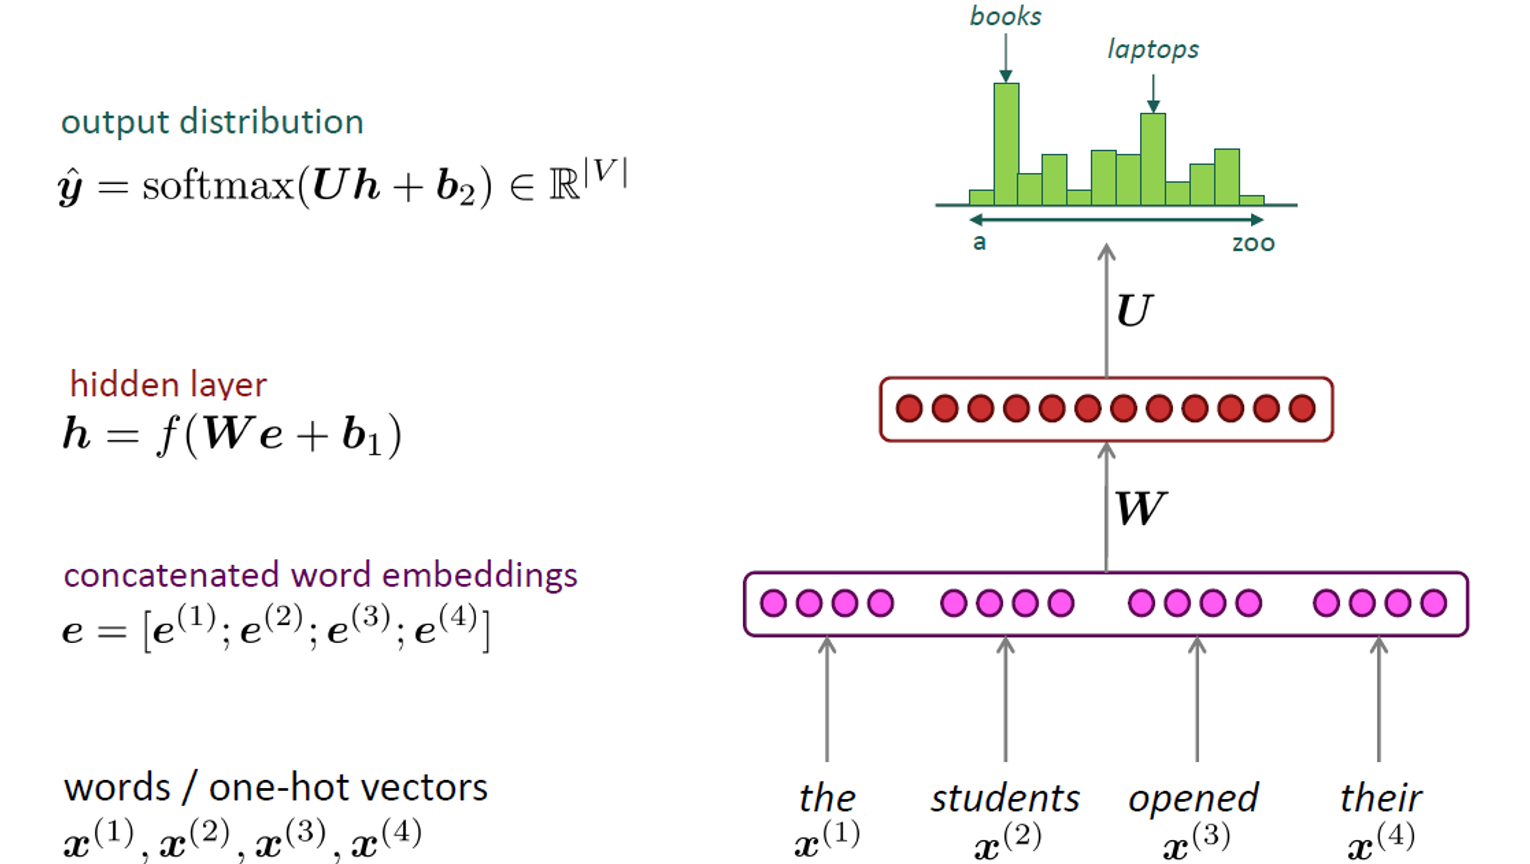 books
laptops
output distribution
ŷ = softmax(Uh + b₂) ∈ ℝ^|V|
a
zoo
U
hidden layer
h = f(We + b₁)
W
concatenated word embeddings
e = [e⁽¹⁾; e⁽²⁾; e⁽³⁾; e⁽⁴⁾]
words / one-hot vectors
the students opened their
x⁽¹⁾, x⁽²⁾, x⁽³⁾, x⁽⁴⁾
x⁽¹⁾ x⁽²⁾ x⁽³⁾ x⁽⁴⁾